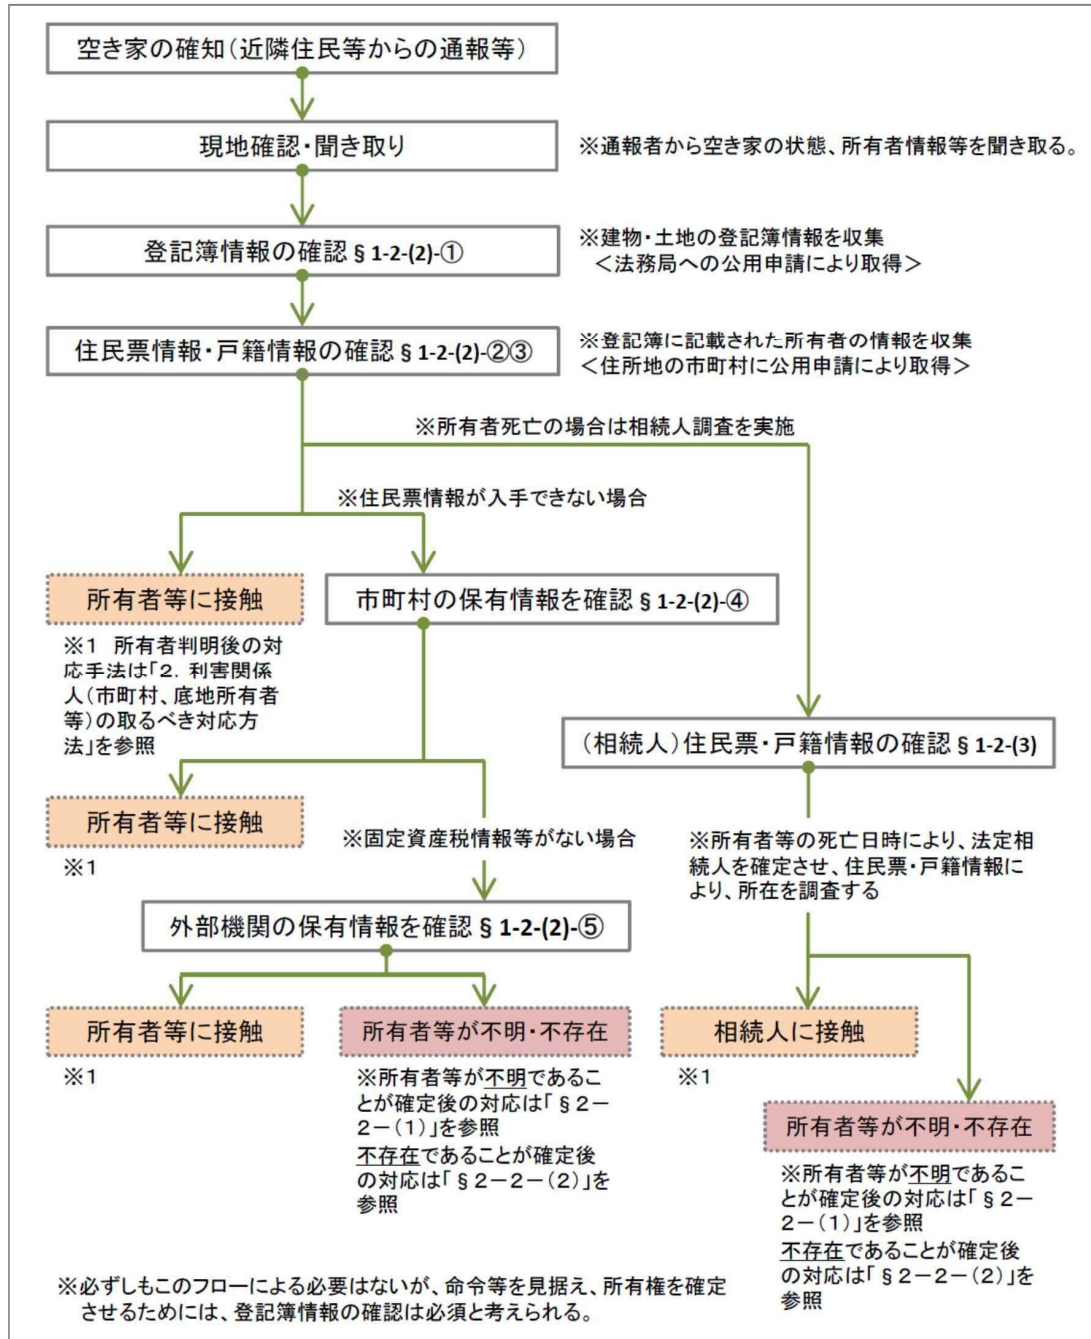 空き家の確知(近隣住民等からの通報等)
現地確認・聞き取り
※通報者から空き家の状態、所有者情報等を聞き取る。
登記簿情報の確認§1-2-(2)-①
※建物・土地の登記簿情報を収集
＜法務局への公用申請により取得＞
住民票情報・戸籍情報の確認§1-2-(2)-②③
※登記簿に記載された所有者の情報を収集
＜住所地の市町村に公用申請により取得＞
※所有者死亡の場合は相続人調査を実施
※住民票情報が入手できない場合
所有者等に接触
※1　所有者判明後の対
応手法は「2．利害関係
人(市町村、底地所有者
等)の取るべき対応方
法」を参照
市町村の保有情報を確認§1-2-(2)-④
(相続人)住民票・戸籍情報の確認§1-2-(3)
所有者等に接触
※1
※固定資産税情報等がない場合
※所有者等の死亡日時により、法定相
続人を確定させ、住民票・戸籍情報に
より、所在を調査する
外部機関の保有情報を確認§1-2-(2)-⑤
所有者等に接触
※1
所有者等が不明・不存在
※所有者等が不明であるこ
とが確定後の対応は「§2－
2－(1)」を参照
不存在であることが確定後
の対応は「§2－2－(2)」を
参照
相続人に接触
※1
所有者等が不明・不存在
※所有者等が不明であるこ
とが確定後の対応は「§2－
2－(1)」を参照
不存在であることが確定後
の対応は「§2－2－(2)」を
参照
※必ずしもこのフローによる必要はないが、命令等を見据え、所有権を確定
させるためには、登記簿情報の確認は必須と考えられる。